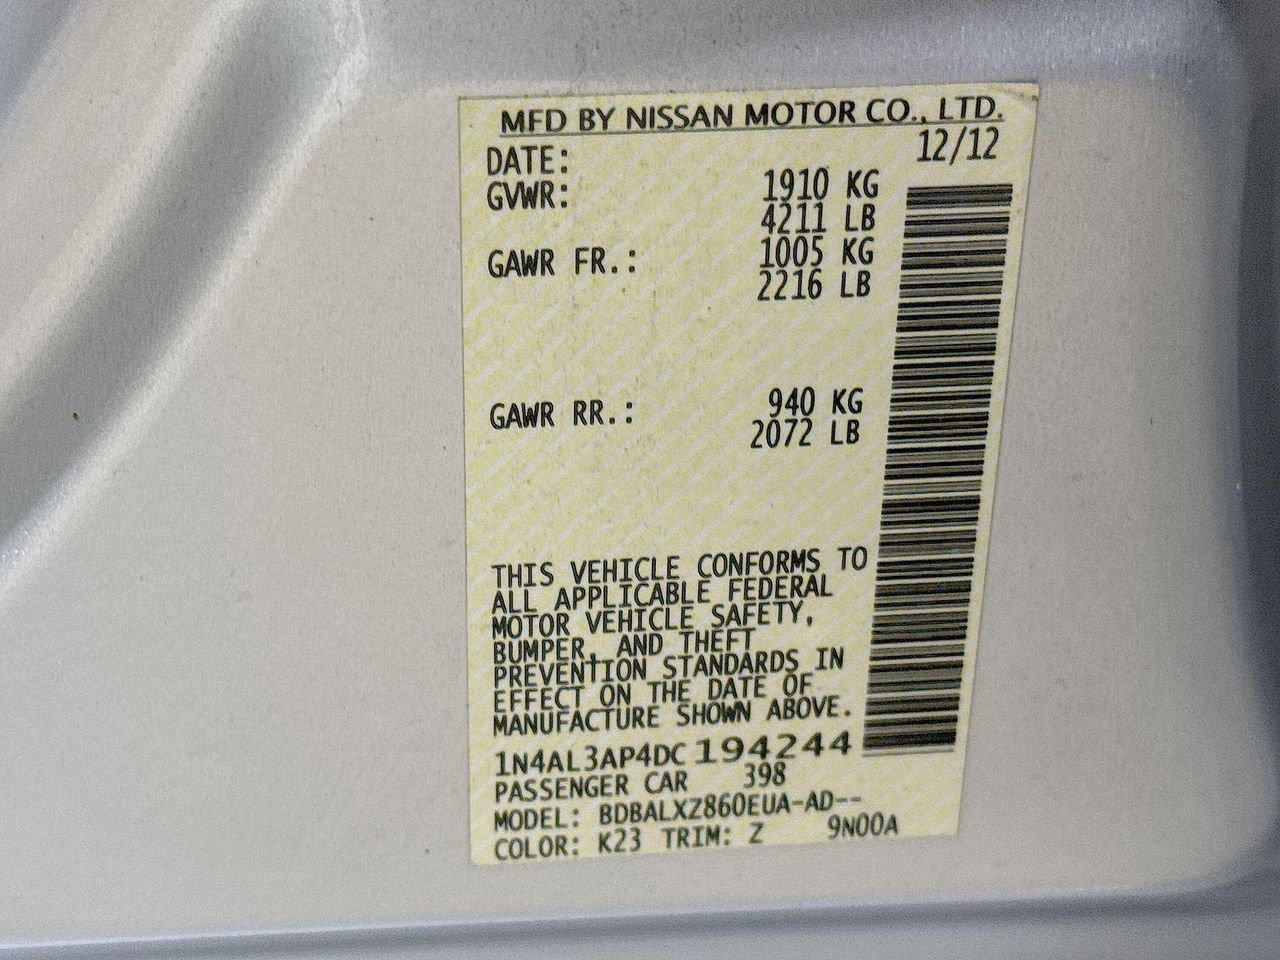 MFD BY NISSAN MOTOR CO., LTD.
DATE: 12/12
GVWR: 1910 KG
4211 LB
GAWR FR.: 1005 KG
2216 LB
GAWR RR.: 940 KG
2072 LB
THIS VEHICLE CONFORMS TO
ALL APPLICABLE FEDERAL
MOTOR VEHICLE SAFETY,
BUMPER, AND THEFT
PREVENTION STANDARDS IN
EFFECT ON THE DATE OF
MANUFACTURE SHOWN ABOVE.
1N4AL3AP4DC194244
PASSENGER CAR 398
MODEL: BDBALXZ860EUA-AD--
COLOR: K23 TRIM: Z 9N00A